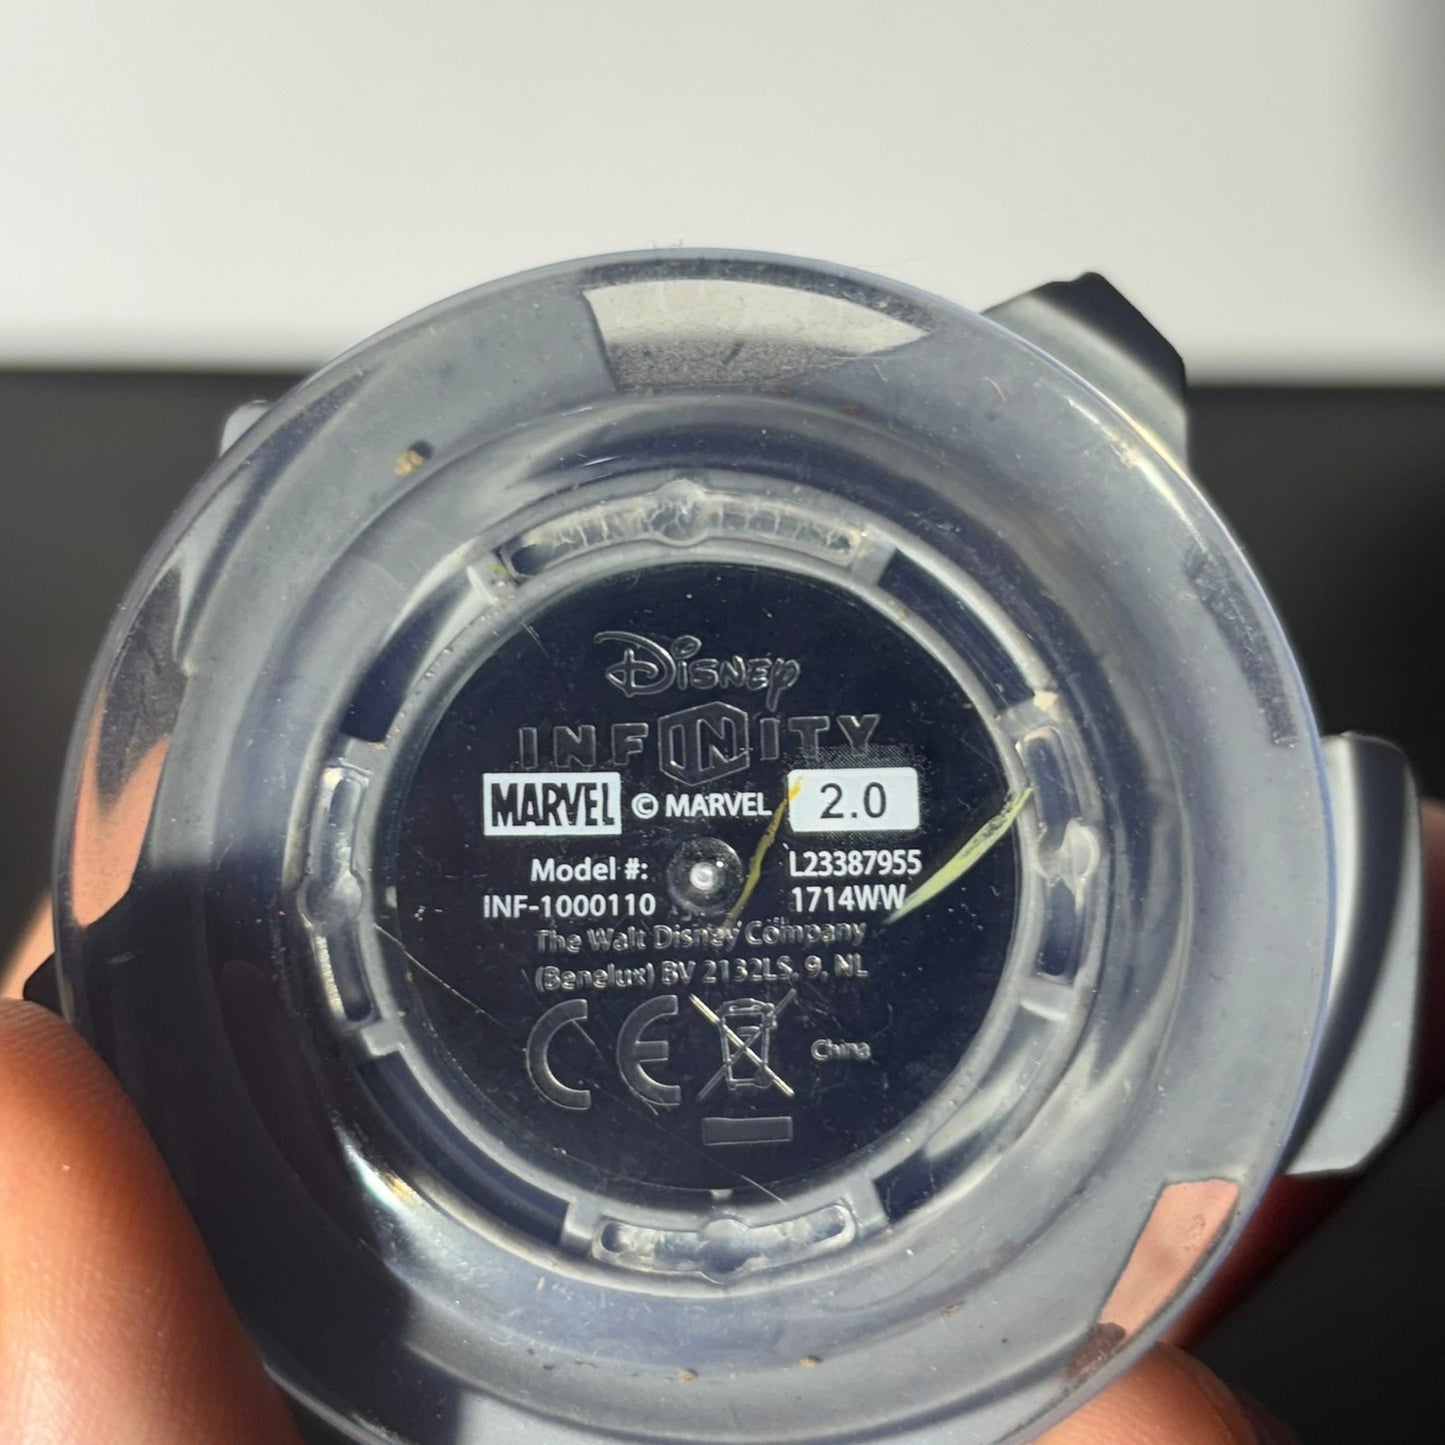 Disney
INFINITY
MARVEL © MARVEL 2.0
Model #: L23387955
INF-1000110 1714WW
The Walt Disney Company
(Benelux) BV 2132LS, 9, NL
CE China